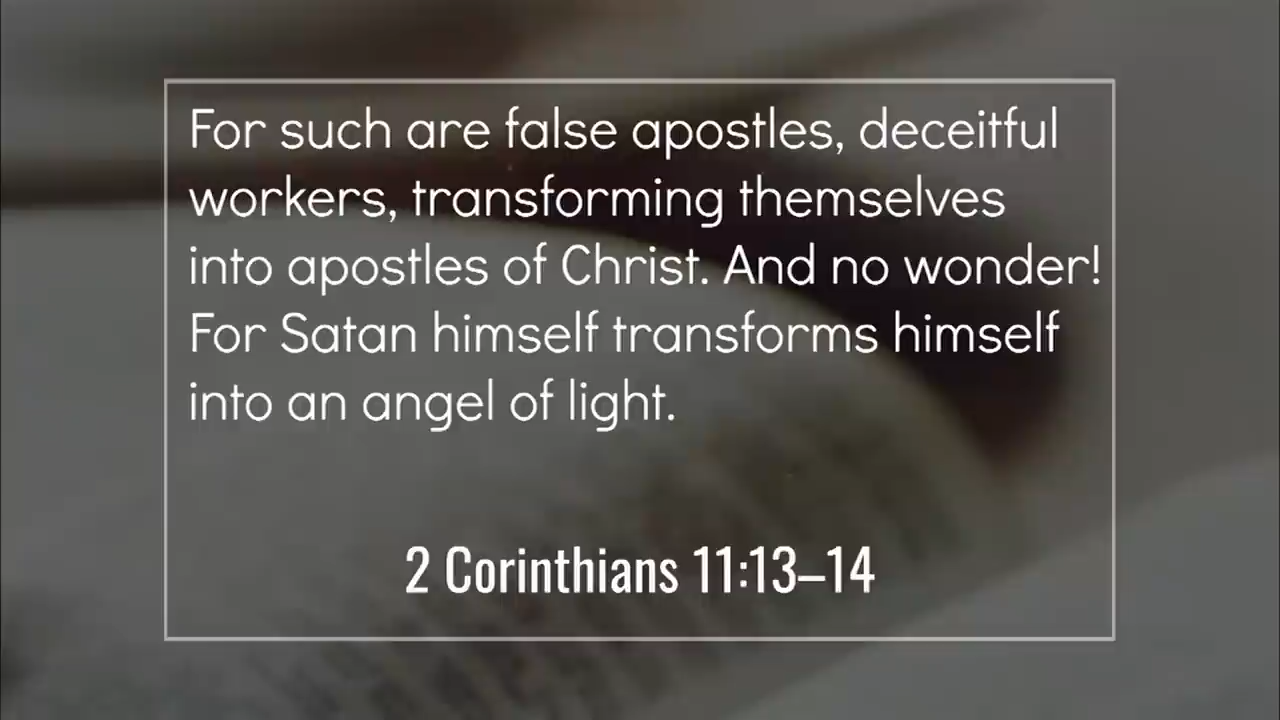 For such are false apostles, deceitful
workers, transforming themselves
into apostles of Christ. And no wonder!
For Satan himself transforms himself
into an angel of light.
2 Corinthians 11:13–14